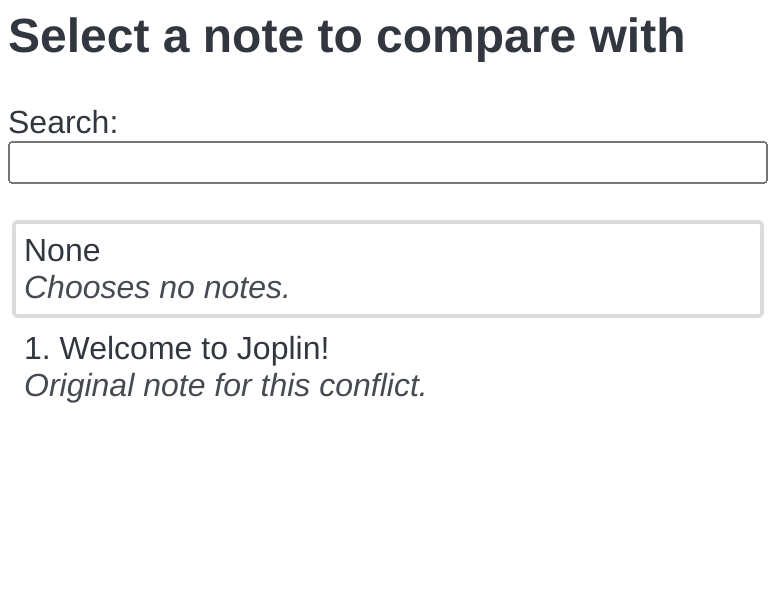 Select a note to compare with
Search:
None
Chooses no notes.
1. Welcome to Joplin!
Original note for this conflict.